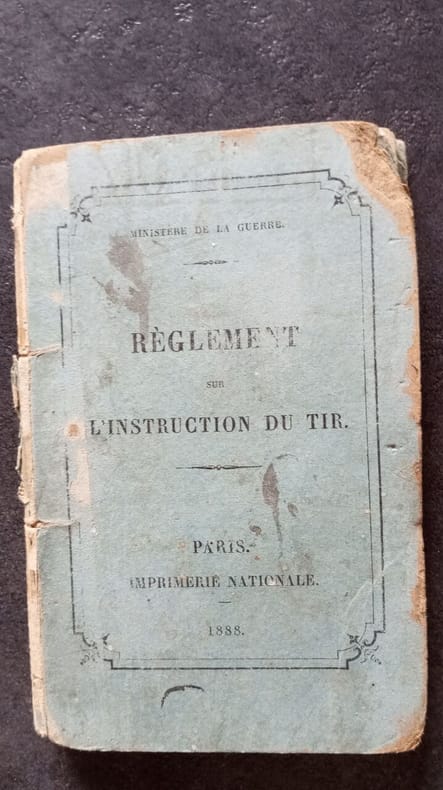 MINISTÈRE DE LA GUERRE.
RÈGLEMENT
SUR
L'INSTRUCTION DU TIR.
PARIS.
IMPRIMERIE NATIONALE.
1888.